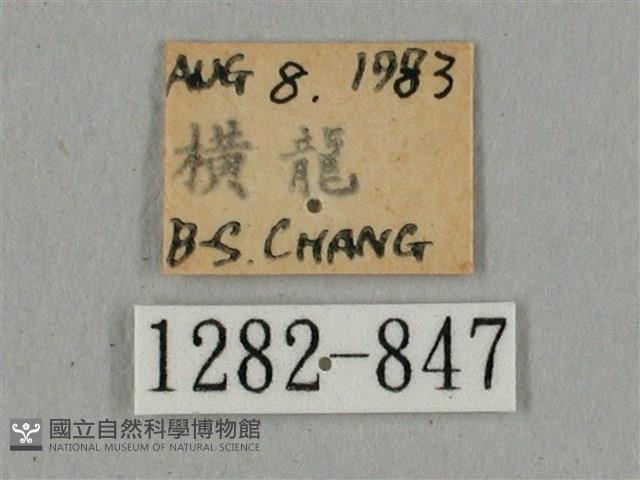 AUG 8. 1983
橫龍
B-S. CHANG
1282-847
國立自然科學博物館
NATIONAL MUSEUM OF NATURAL SCIENCE